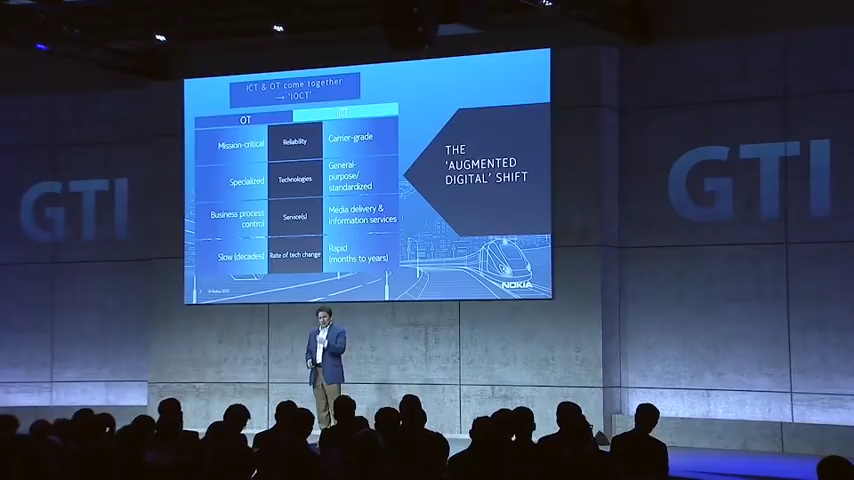 ICT & OT come together
→ 'IOCT'
OT
ICT
Mission-critical
Reliability
Carrier-grade
Specialized
Technologies
General-
purpose/
standardized
Business process
control
Service(s)
Media delivery &
information services
Slow (decades)
Rate of tech change
Rapid
(months to years)
THE
'AUGMENTED
DIGITAL' SHIFT
NOKIA
GTI
GTI